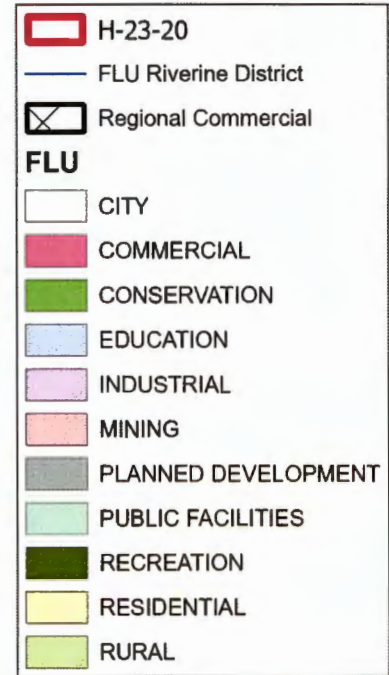 H-23-20
FLU Riverine District
Regional Commercial
FLU
CITY
COMMERCIAL
CONSERVATION
EDUCATION
INDUSTRIAL
MINING
PLANNED DEVELOPMENT
PUBLIC FACILITIES
RECREATION
RESIDENTIAL
RURAL